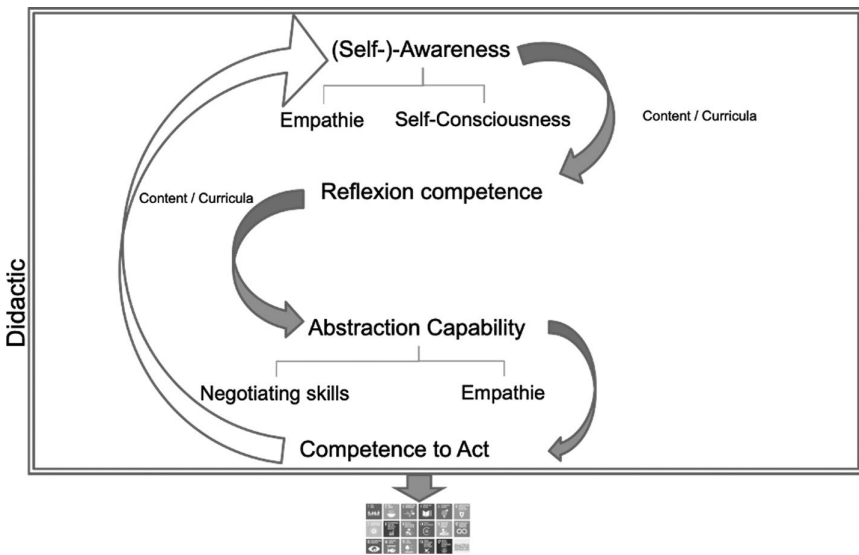 (Self-)-Awareness
Empathie
Self-Consciousness
Content / Curricula
Content / Curricula
Reflexion competence
Didactic
Abstraction Capability
Negotiating skills
Empathie
Competence to Act